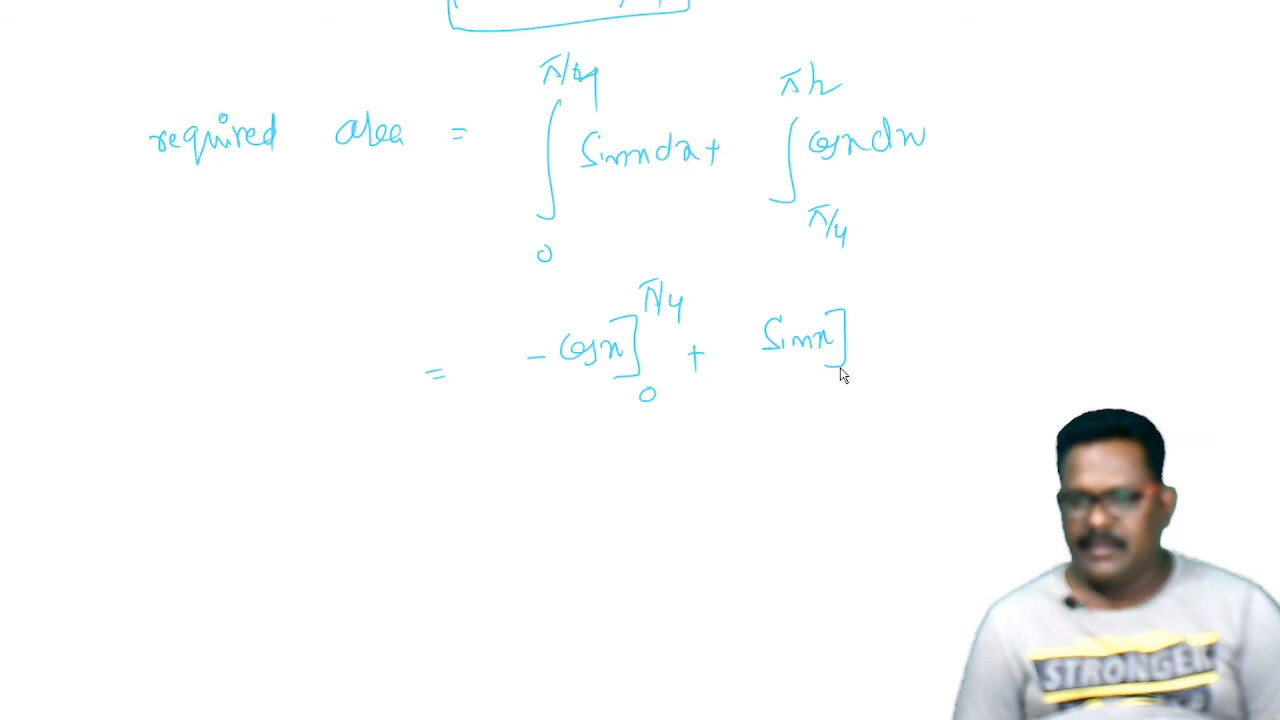 required area = ∫₀^(π/4) sinx dx + ∫_(π/4)^(π/2) cosx dx
= - cosx]₀^(π/4) + sinx]
STRONGER